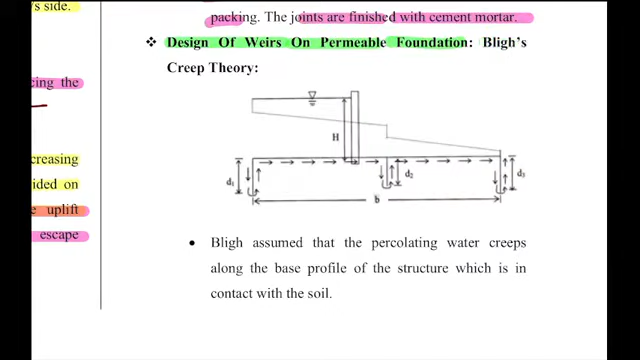 's side.
cing the
creasing
ided on
e uplift
escape
packing. The joints are finished with cement mortar.
❖ Design Of Weirs On Permeable Foundation: Bligh's
Creep Theory:
H
d₁
d₂
d₃
b
• Bligh assumed that the percolating water creeps
along the base profile of the structure which is in
contact with the soil.